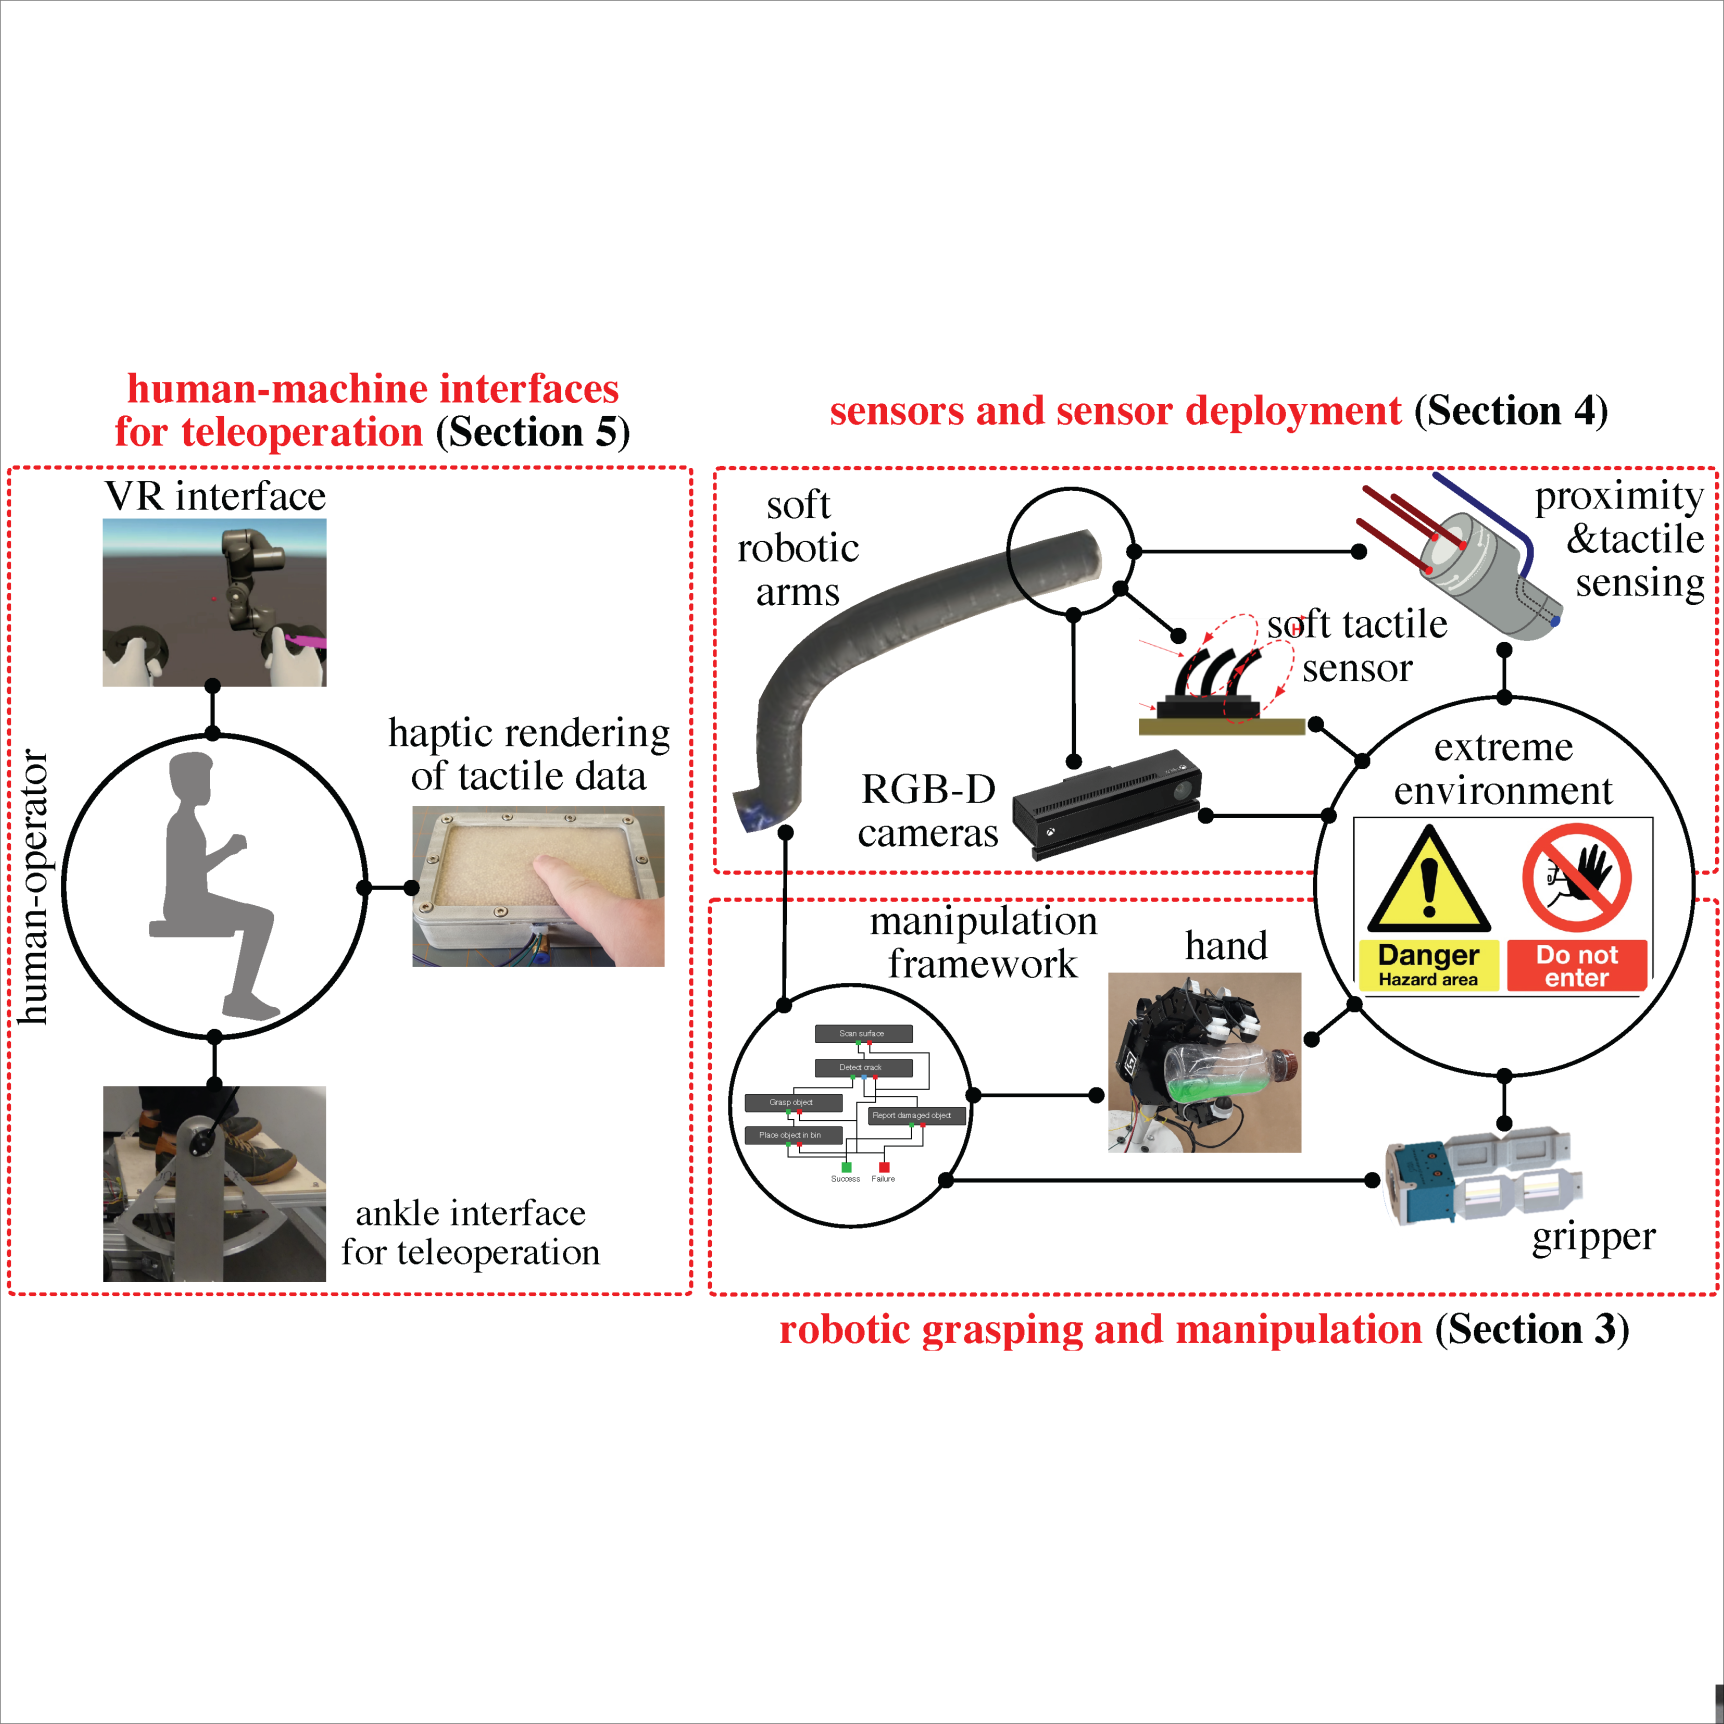 human-machine interfaces
for teleoperation (Section 5)
VR interface
human-operator
haptic rendering
of tactile data
ankle interface
for teleoperation
sensors and sensor deployment (Section 4)
soft
robotic
arms
proximity
&tactile
sensing
soft tactile
sensor
RGB-D
cameras
extreme
environment
Danger
Hazard area
Do not
enter
manipulation
framework
hand
Scan surface
Detect crack
Grasp object
Report damaged object
Place object in bin
Success
Failure
gripper
robotic grasping and manipulation (Section 3)